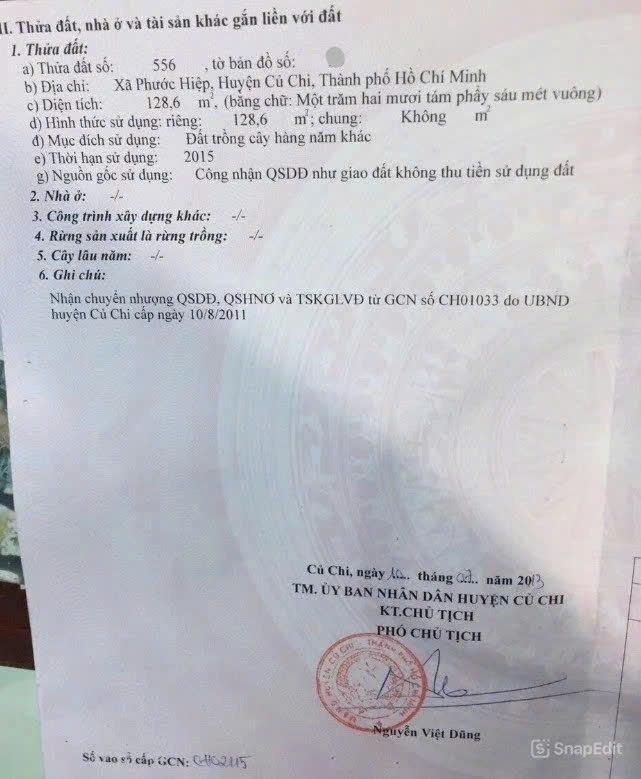 II. Thửa đất, nhà ở và tài sản khác gắn liền với đất
1. Thửa đất:
a) Thửa đất số: 556 , tờ bản đồ số:
b) Địa chỉ: Xã Phước Hiệp, Huyện Củ Chi, Thành phố Hồ Chí Minh
c) Diện tích: 128,6 m², (bằng chữ: Một trăm hai mươi tám phẩy sáu mét vuông)
d) Hình thức sử dụng: riêng: 128,6 m²; chung: Không m²
đ) Mục đích sử dụng: Đất trồng cây hàng năm khác
e) Thời hạn sử dụng: 2015
g) Nguồn gốc sử dụng: Công nhận QSDĐ như giao đất không thu tiền sử dụng đất
2. Nhà ở: -/-
3. Công trình xây dựng khác: -/-
4. Rừng sản xuất là rừng trồng: -/-
5. Cây lâu năm: -/-
6. Ghi chú:
Nhận chuyển nhượng QSDĐ, QSHNƠ và TSKGLVĐ từ GCN số CH01033 do UBND
huyện Củ Chi cấp ngày 10/8/2011
Củ Chi, ngày 10 tháng 07 năm 2013
TM. ỦY BAN NHÂN DÂN HUYỆN CỦ CHI
KT.CHỦ TỊCH
PHÓ CHỦ TỊCH
Nguyễn Việt Dũng
Số vào sổ cấp GCN: CH02115
SnapEdit